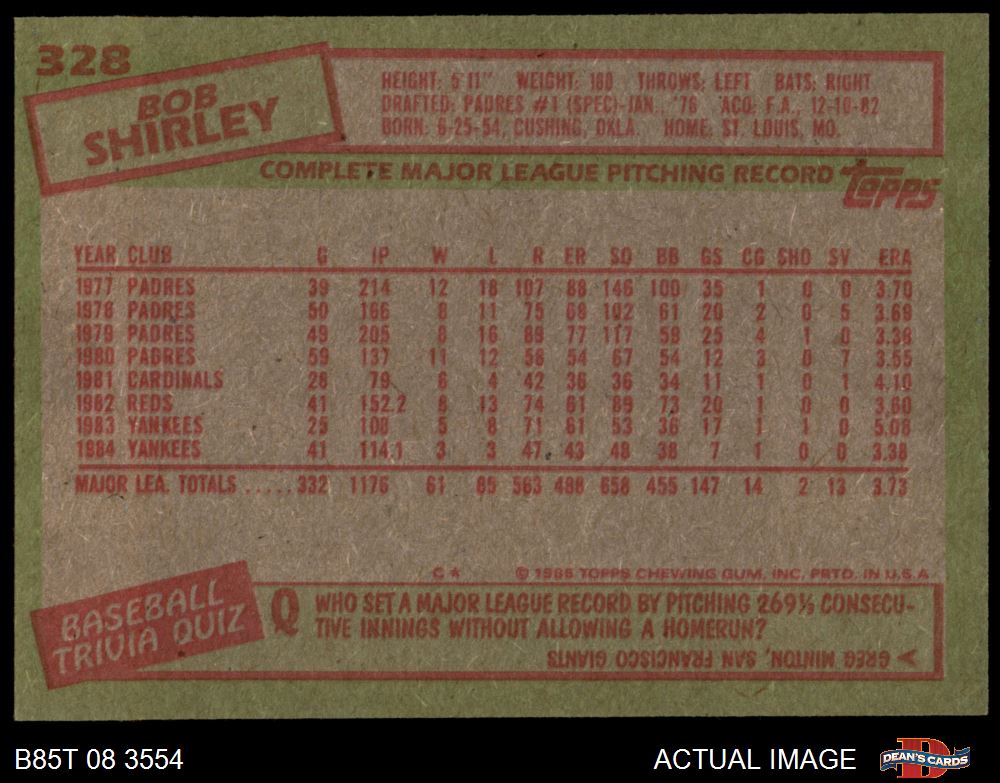 328
BOB
SHIRLEY
HEIGHT: 5'11" WEIGHT: 180 THROWS: LEFT BATS: RIGHT
DRAFTED: PADRES #1 (SPEC)-JAN., '76 ACQ: F.A., 12-10-82
BORN: 6-25-54, CUSHING, OKLA. HOME: ST. LOUIS, MO.
COMPLETE MAJOR LEAGUE PITCHING RECORD
TOPPS
YEAR CLUB G IP W L R ER SO BB GS CG SHO SV ERA
1977 PADRES 39 214 12 18 107 88 146 100 35 1 0 0 3.70
1978 PADRES 50 166 8 11 75 68 102 61 20 2 0 5 3.69
1979 PADRES 49 205 8 16 89 77 117 59 25 4 1 0 3.38
1980 PADRES 59 137 11 12 58 54 67 54 12 3 0 7 3.55
1981 CARDINALS 28 79 6 4 42 36 36 34 11 1 0 1 4.10
1982 REDS 41 152.2 8 13 74 61 89 73 20 1 0 0 3.60
1983 YANKEES 25 108 5 8 71 61 53 36 17 1 1 0 5.08
1984 YANKEES 41 114.1 3 3 47 43 48 38 7 1 0 0 3.38
MAJOR LEA. TOTALS ..... 332 1176 61 85 563 488 658 455 147 14 2 13 3.73
C* © 1985 TOPPS CHEWING GUM, INC. PRTD. IN U.S.A.
BASEBALL
TRIVIA QUIZ
Q WHO SET A MAJOR LEAGUE RECORD BY PITCHING 269⅓ CONSECU-
TIVE INNINGS WITHOUT ALLOWING A HOMERUN?
GREG MINTON, SAN FRANCISCO GIANTS
B85T 08 3554
ACTUAL IMAGE
D
DEAN'S CARDS